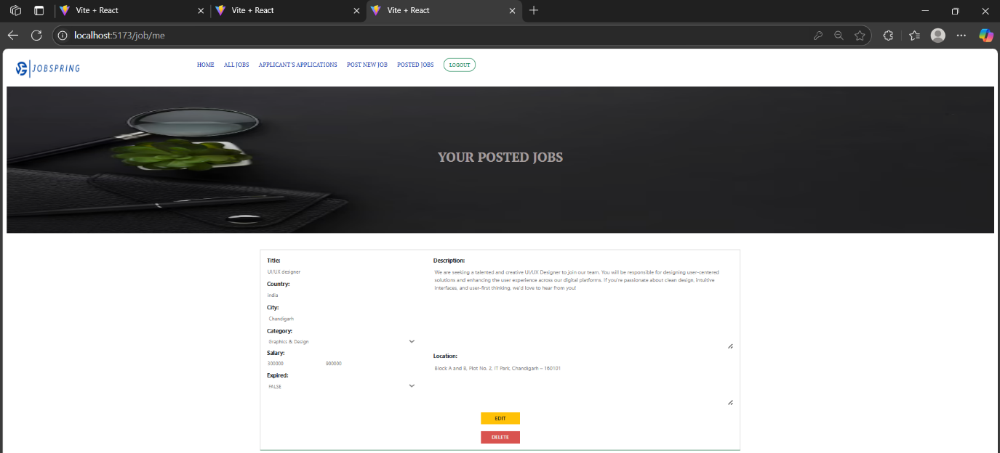 Vite + React
Vite + React
Vite + React
localhost:5173/job/me
JOBSPRING
HOME ALL JOBS APPLICANT'S APPLICATIONS POST NEW JOB POSTED JOBS LOGOUT
YOUR POSTED JOBS
Title:
UI/UX designer
Country:
india
City:
Chandigarh
Category:
Graphics & Design
Salary:
300000 900000
Expired:
FALSE
Description:
We are seeking a talented and creative UI/UX Designer to join our team. You will be responsible for designing user-centered
solutions and enhancing the user experience across our digital platforms. If you're passionate about clean design, intuitive
interfaces, and user-first thinking, we'd love to hear from you!
Location:
Block A and B, Plot No. 2, IT Park, Chandigarh – 160101
EDIT
DELETE